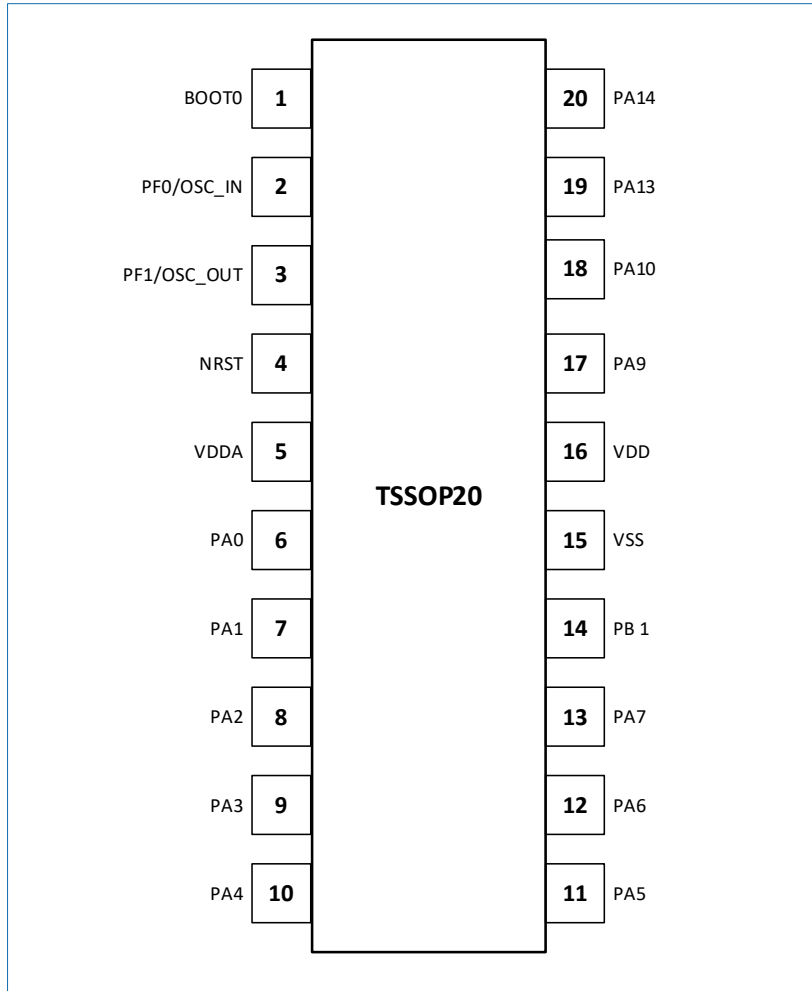 BOOT0 1 20 PA14
PF0/OSC_IN 2 19 PA13
PF1/OSC_OUT 3 18 PA10
NRST 4 17 PA9
VDDA 5 16 VDD
TSSOP20
PA0 6 15 VSS
PA1 7 14 PB 1
PA2 8 13 PA7
PA3 9 12 PA6
PA4 10 11 PA5